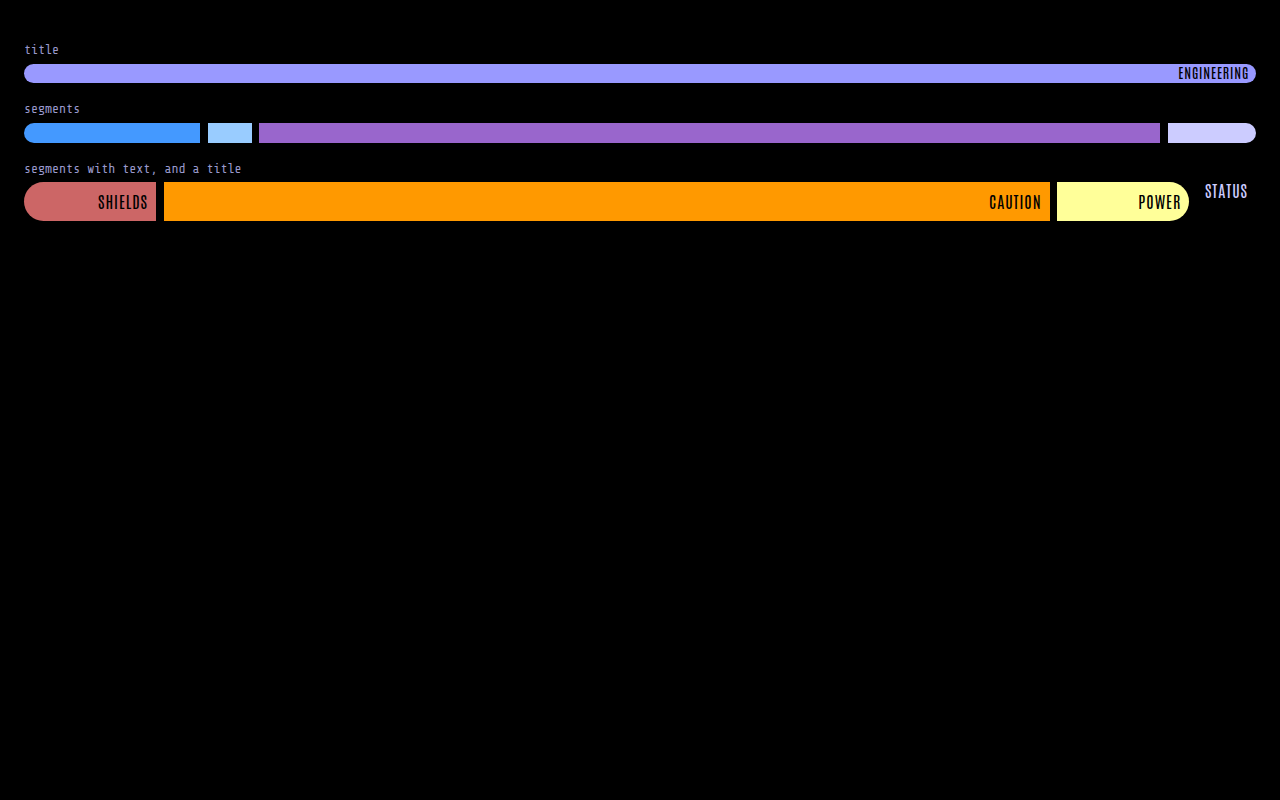 title
ENGINEERING
segments
segments with text, and a title
SHIELDS CAUTION POWER STATUS